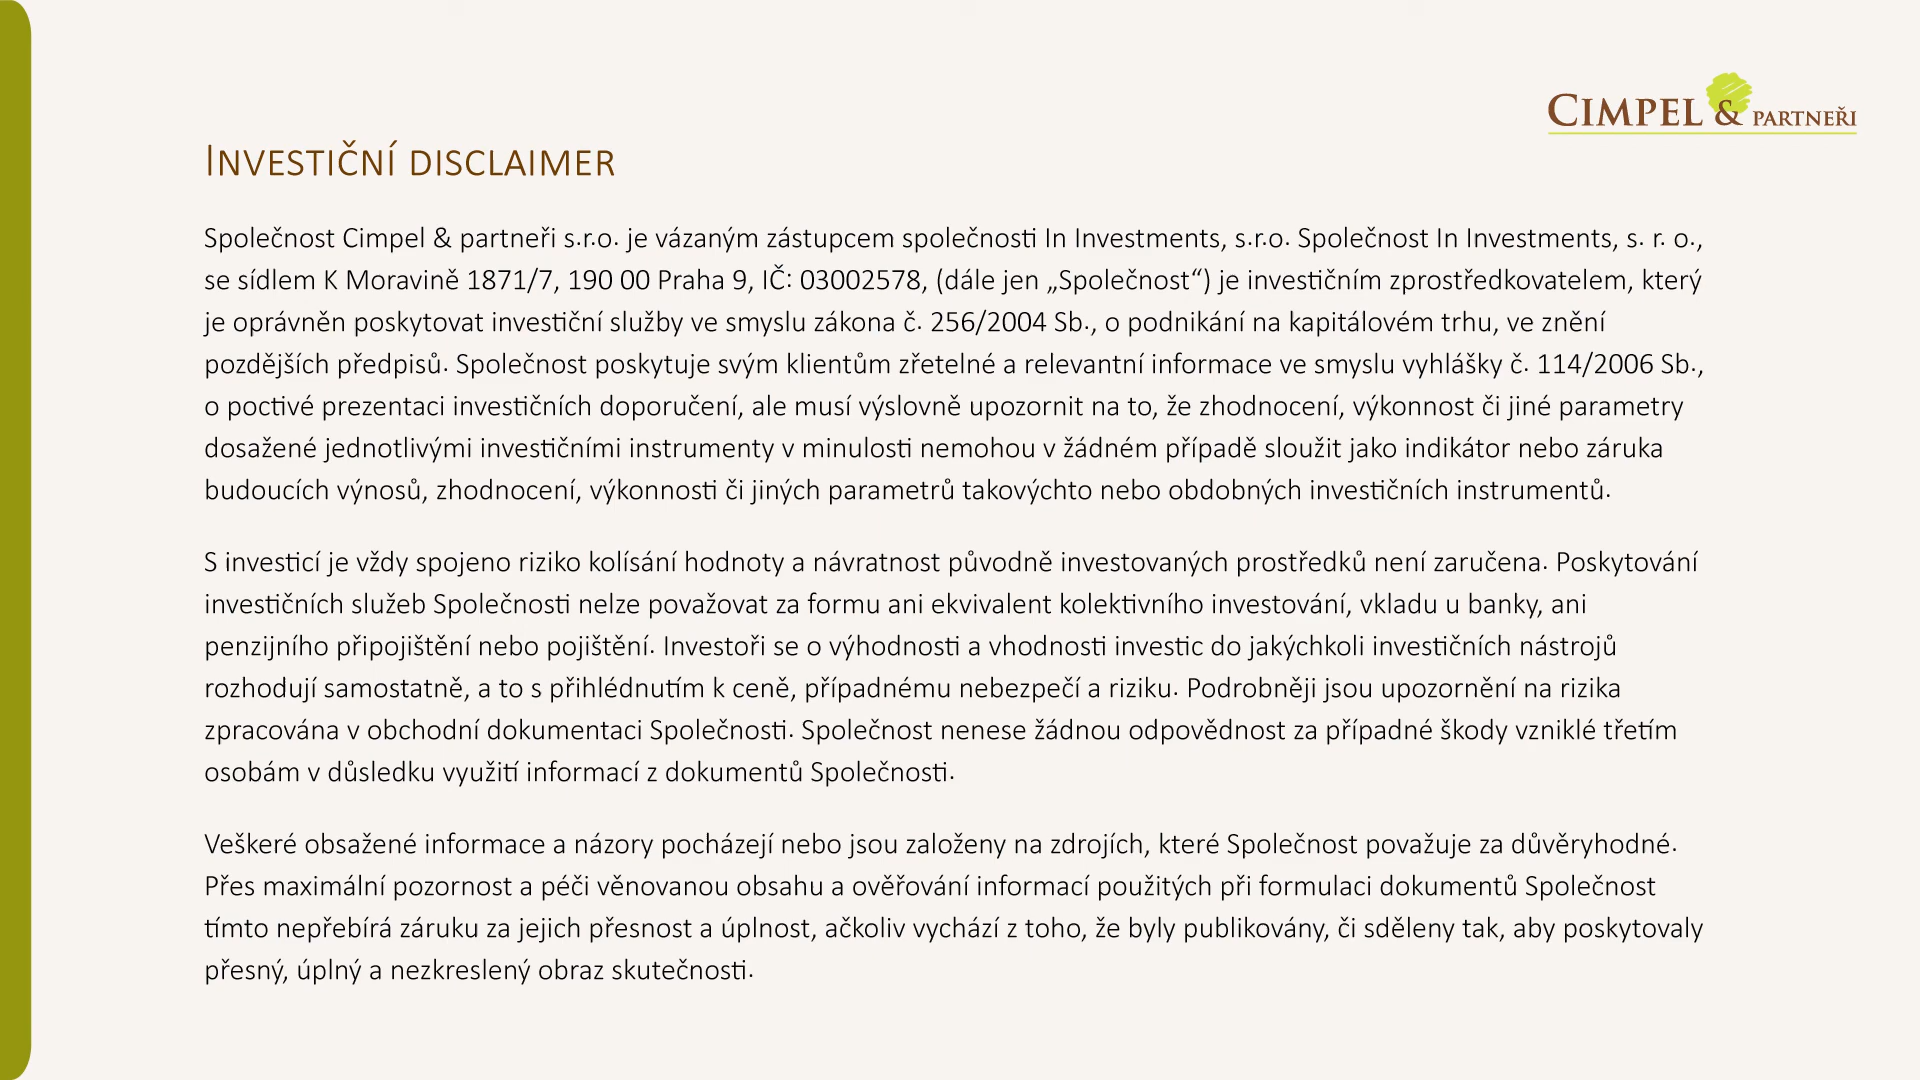 CIMPEL & PARTNEŘI
INVESTIČNÍ DISCLAIMER
Společnost Cimpel & partneři s.r.o. je vázaným zástupcem společnosti In Investments, s.r.o. Společnost In Investments, s. r. o.,
se sídlem K Moravině 1871/7, 190 00 Praha 9, IČ: 03002578, (dále jen „Společnost“) je investičním zprostředkovatelem, který
je oprávněn poskytovat investiční služby ve smyslu zákona č. 256/2004 Sb., o podnikání na kapitálovém trhu, ve znění
pozdějších předpisů. Společnost poskytuje svým klientům zřetelné a relevantní informace ve smyslu vyhlášky č. 114/2006 Sb.,
o poctivé prezentaci investičních doporučení, ale musí výslovně upozornit na to, že zhodnocení, výkonnost či jiné parametry
dosažené jednotlivými investičními instrumenty v minulosti nemohou v žádném případě sloužit jako indikátor nebo záruka
budoucích výnosů, zhodnocení, výkonnosti či jiných parametrů takovýchto nebo obdobných investičních instrumentů.
S investicí je vždy spojeno riziko kolísání hodnoty a návratnost původně investovaných prostředků není zaručena. Poskytování
investičních služeb Společnosti nelze považovat za formu ani ekvivalent kolektivního investování, vkladu u banky, ani
penzijního připojištění nebo pojištění. Investoři se o výhodnosti a vhodnosti investic do jakýchkoli investičních nástrojů
rozhodují samostatně, a to s přihlédnutím k ceně, případnému nebezpečí a riziku. Podrobněji jsou upozornění na rizika
zpracována v obchodní dokumentaci Společnosti. Společnost nenese žádnou odpovědnost za případné škody vzniklé třetím
osobám v důsledku využití informací z dokumentů Společnosti.
Veškeré obsažené informace a názory pocházejí nebo jsou založeny na zdrojích, které Společnost považuje za důvěryhodné.
Přes maximální pozornost a péči věnovanou obsahu a ověřování informací použitých při formulaci dokumentů Společnost
tímto nepřebírá záruku za jejich přesnost a úplnost, ačkoliv vychází z toho, že byly publikovány, či sděleny tak, aby poskytovaly
přesný, úplný a nezkreslený obraz skutečnosti.